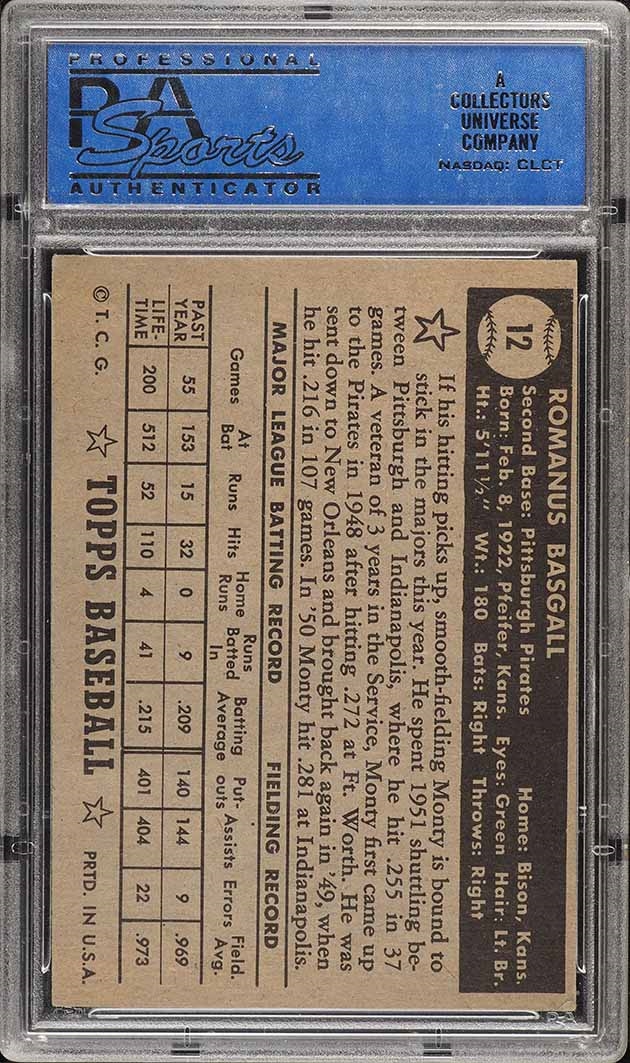 PROFESSIONAL
PSA
Sports
AUTHENTICATOR
A
COLLECTORS
UNIVERSE
COMPANY
NASDAQ: CLCT
12
ROMANUS BASGALL
Second Base: Pittsburgh Pirates Home: Bison, Kans.
Born: Feb. 8, 1922, Pfeifer, Kans. Eyes: Green Hair: Lt. Br.
Ht.: 5'11½" Wt.: 180 Bats: Right Throws: Right
If his hitting picks up, smooth-fielding Monty is bound to
stick in the majors this year. He spent 1951 shuttling be-
tween Pittsburgh and Indianapolis, where he hit .255 in 37
games. A veteran of 3 years in the Service, Monty first came up
to the Pirates in 1948 after hitting .272 at Ft. Worth. He was
sent down to New Orleans and brought back again in '49, when
he hit .216 in 107 games. In '50 Monty hit .281 at Indianapolis.
MAJOR LEAGUE BATTING RECORD FIELDING RECORD
Games At Bat Runs Hits Home Runs Runs Batted In Batting Average Put-outs Assists Errors Field. Avg.
PAST YEAR 55 153 15 32 0 9 .209 140 144 9 .969
LIFE-TIME 200 512 52 110 4 41 .215 401 404 22 .973
© T. C. G. ☆ TOPPS BASEBALL ☆ PRTD. IN U.S.A.